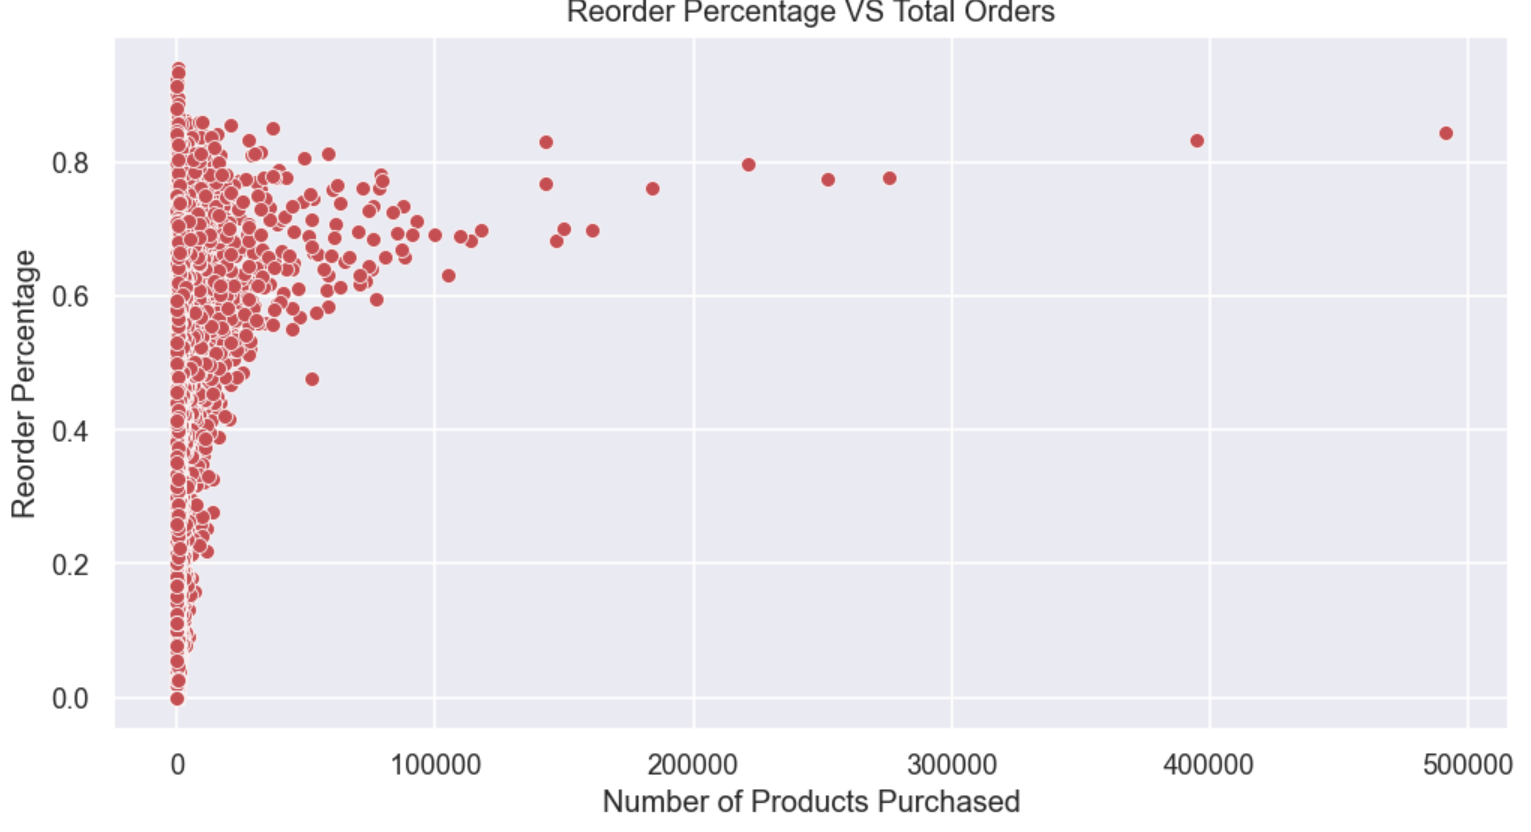 Reorder Percentage VS Total Orders
Reorder Percentage
0.8
0.6
0.4
0.2
0.0
0 100000 200000 300000 400000 500000
Number of Products Purchased